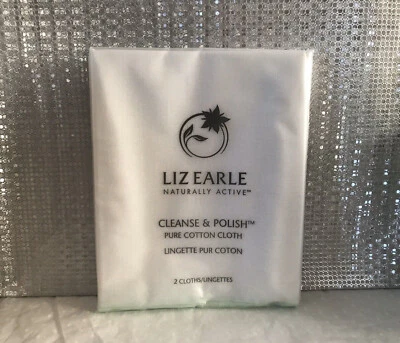 LIZ EARLE
NATURALLY ACTIVE™
CLEANSE & POLISH™
PURE COTTON CLOTH
LINGETTE PUR COTON
2 CLOTHS/LINGETTES